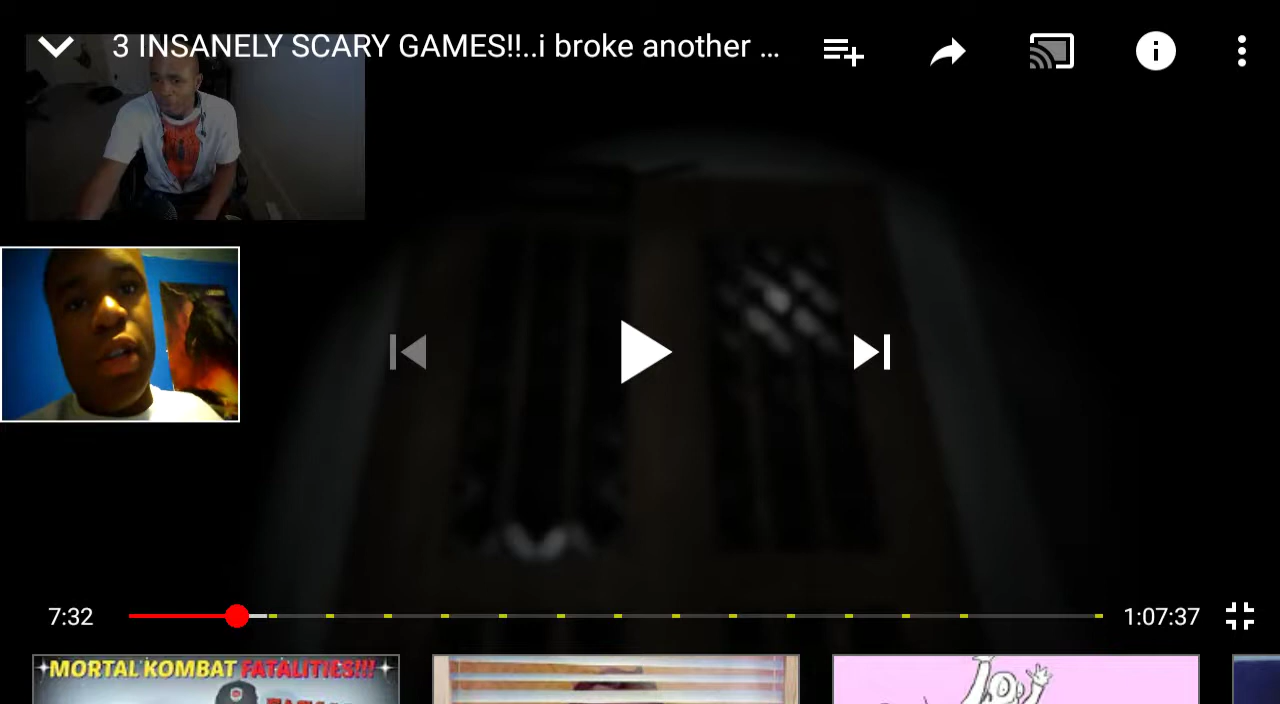 3 INSANELY SCARY GAMES!!..i broke another ...
7:32
1:07:37
MORTAL KOMBAT FATALITIES!!!